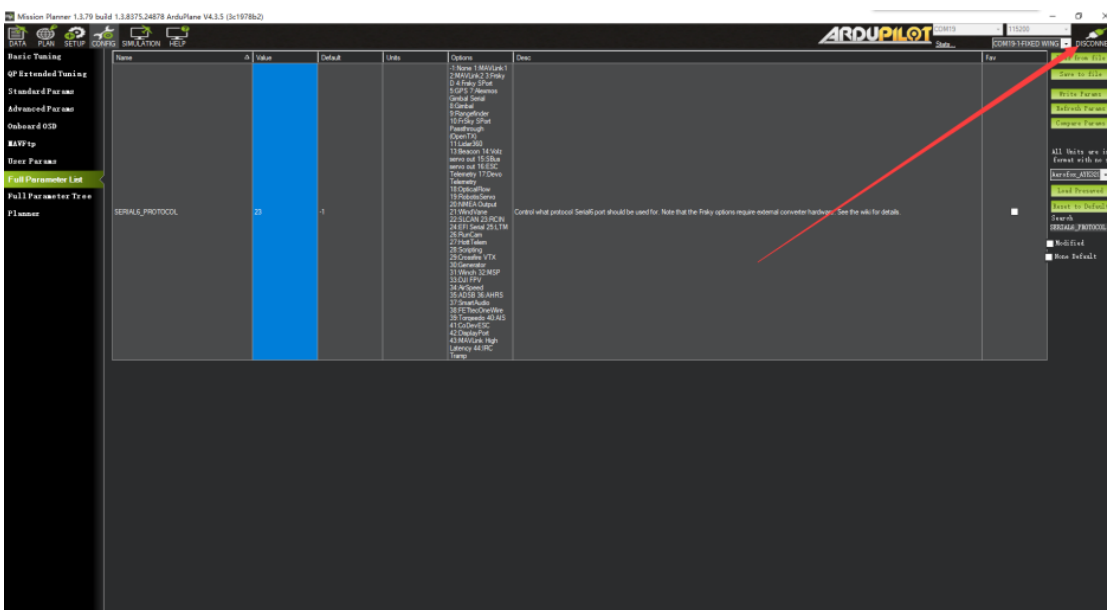 Mission Planner 1.3.79 build 1.3.8375.24878 ArduPlane V4.3.5 (3c1978b2)
DATA PLAN SETUP CONFIG SIMULATION HELP
ARDUPILOT
COM19 115200
Stats...
COM19-1-FIXED WING
DISCONNE
Basic Tuning
QP Extended Tuning
Standard Params
Advanced Params
Onboard OSD
MAVFtp
User Params
Full Parameter List
Full Parameter Tree
Planner
Name Value Default Units Options Desc Fav
SERIAL6_PROTOCOL
23
-1
-1:None 1:MAVLink1
2:MAVLink2 3:Frsky
D 4:Frsky SPort
5:GPS 7:Alexmos
Gimbal Serial
8:Gimbal
9:Rangefinder
10:FrSky SPort
Passthrough
(OpenTX)
11:Lidar360
13:Beacon 14:Volz
servo out 15:SBus
servo out 16:ESC
Telemetry 17:Devo
Telemetry
18:OpticalFlow
19:RobotisServo
20:NMEA Output
21:WindVane
22:SLCAN 23:RCIN
24:EFI Serial 25:LTM
26:RunCam
27:HottTelem
28:Scripting
29:Crossfire VTX
30:Generator
31:Winch 32:MSP
33:DJI FPV
34:AirSpeed
35:ADSB 36:AHRS
37:SmartAudio
38:FETtecOneWire
39:Torqeedo 40:AIS
41:CoDevESC
42:DisplayPort
43:MAVLink High
Latency 44:IRC
Tramp
Control what protocol Serial6 port should be used for. Note that the Frsky options require external converter hardware. See the wiki for details.
from file
Save to file
Write Params
Refresh Params
Compare Params
All Units are i
format with no
Load Presaved
Reset to Default
Search
SERIAL6_PROTOCOL
Modified
None Default